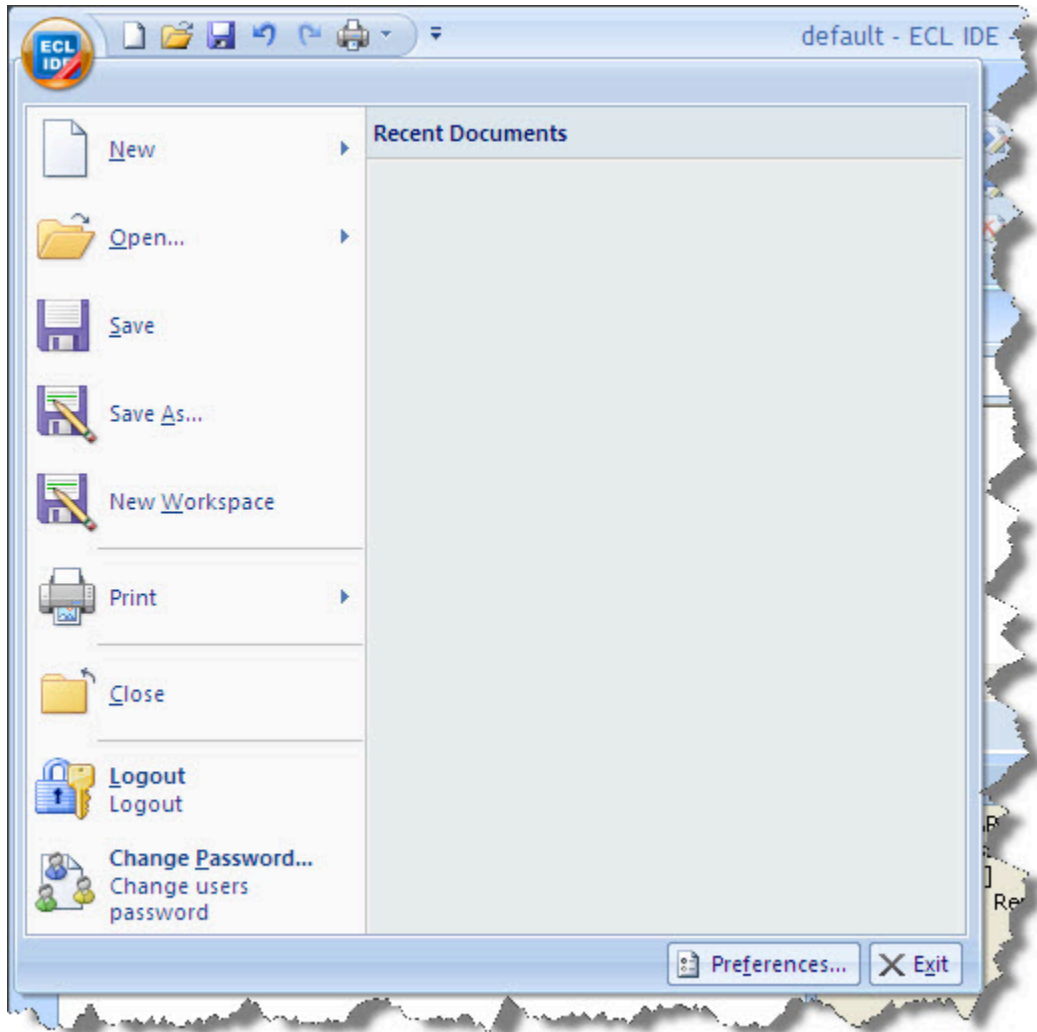 ECL
IDE
default - ECL IDE -
New
Open...
Save
Save As...
New Workspace
Print
Close
Logout
Logout
Change Password...
Change users
password
Recent Documents
Preferences...
Exit